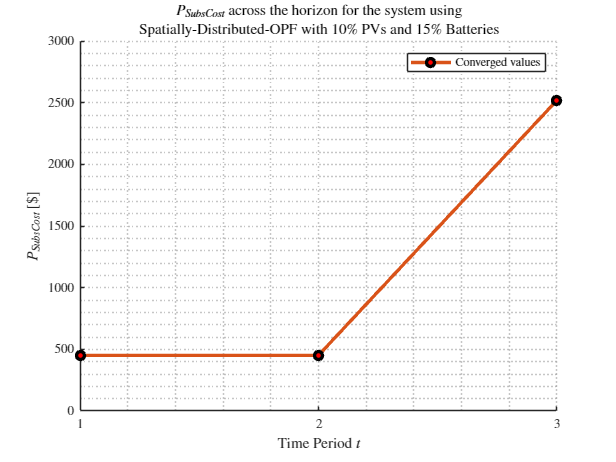 P_SubsCost across the horizon for the system using
Spatially-Distributed-OPF with 10% PVs and 15% Batteries
3000
Converged values
2500
2000
1500
P_SubsCost [$]
1000
500
0
1
2
3
Time Period t